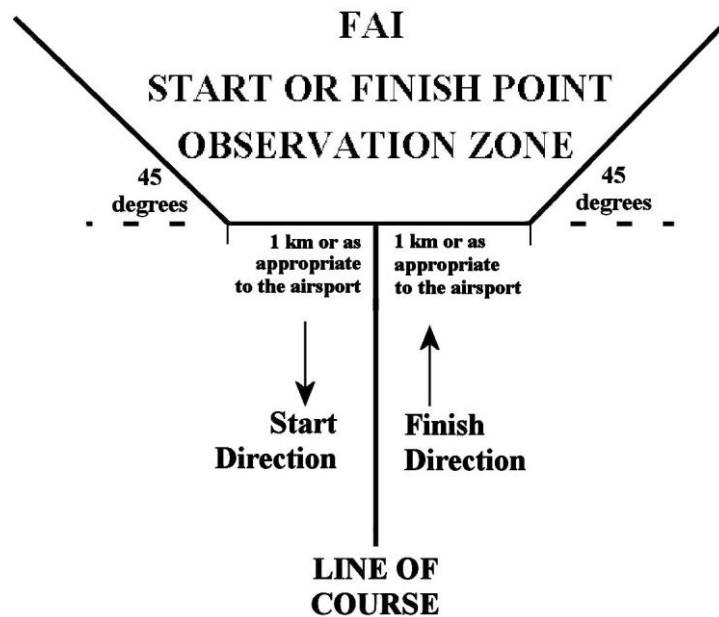 FAI
START OR FINISH POINT
OBSERVATION ZONE
45
degrees
45
degrees
1 km or as
appropriate
to the airsport
1 km or as
appropriate
to the airsport
Start
Direction
Finish
Direction
LINE OF
COURSE